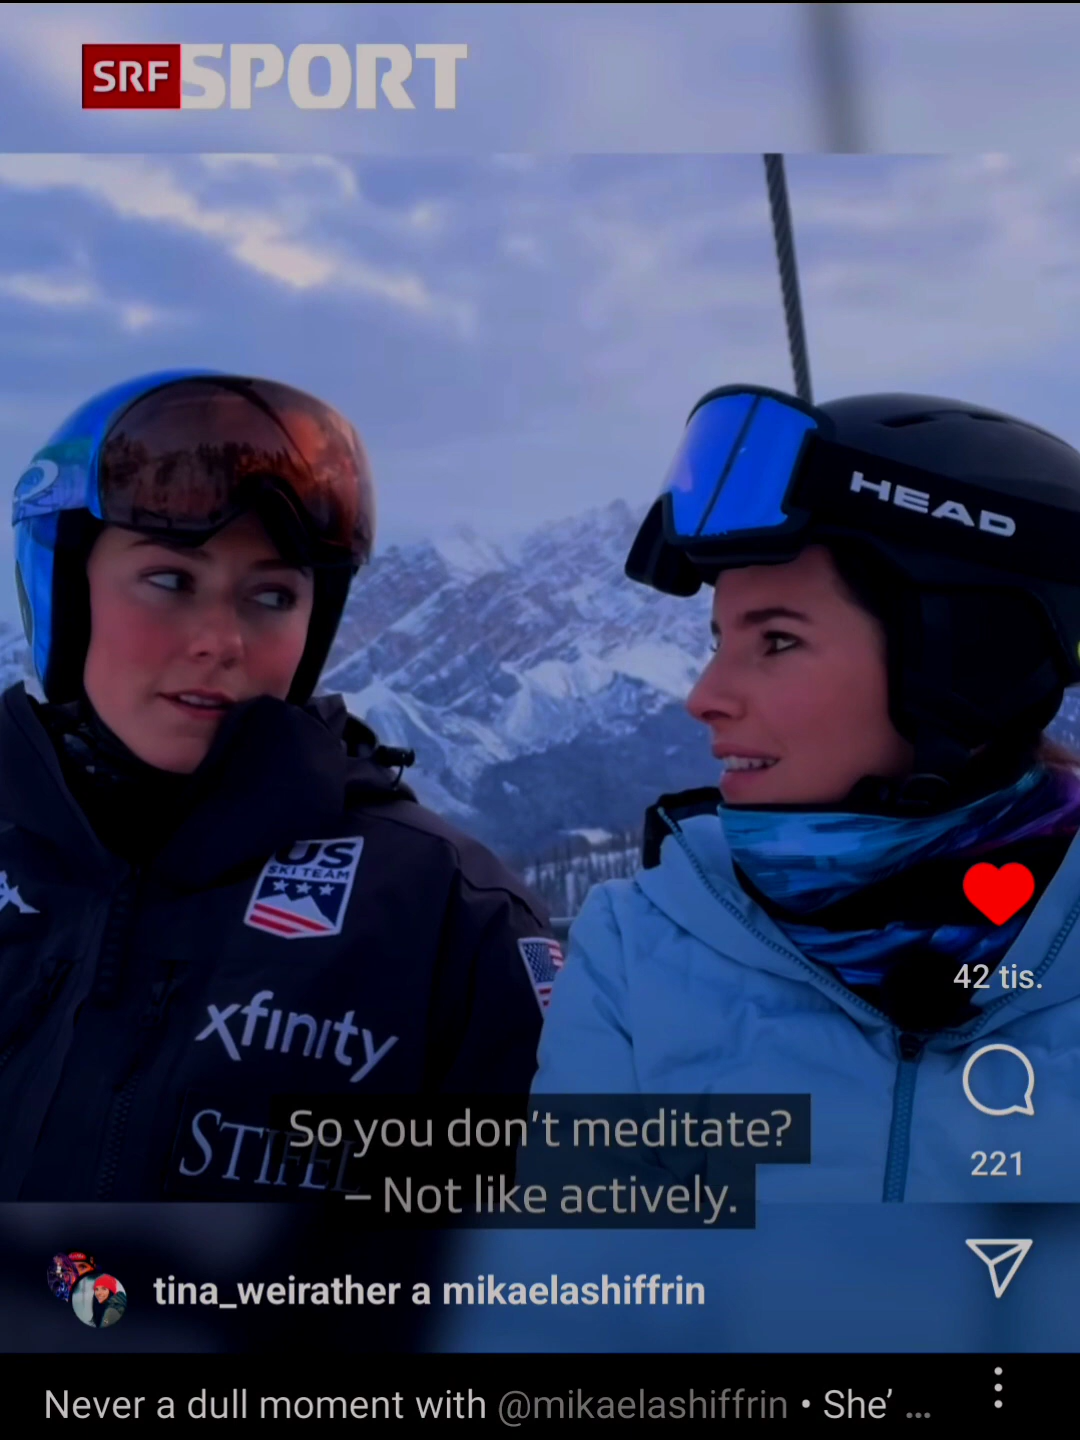 SRF SPORT
HEAD
US
SKI TEAM
xfinity
STIFEL
So you don't meditate?
– Not like actively.
42 tis.
221
tina_weirather a mikaelashiffrin
Never a dull moment with @mikaelashiffrin • She’ ...